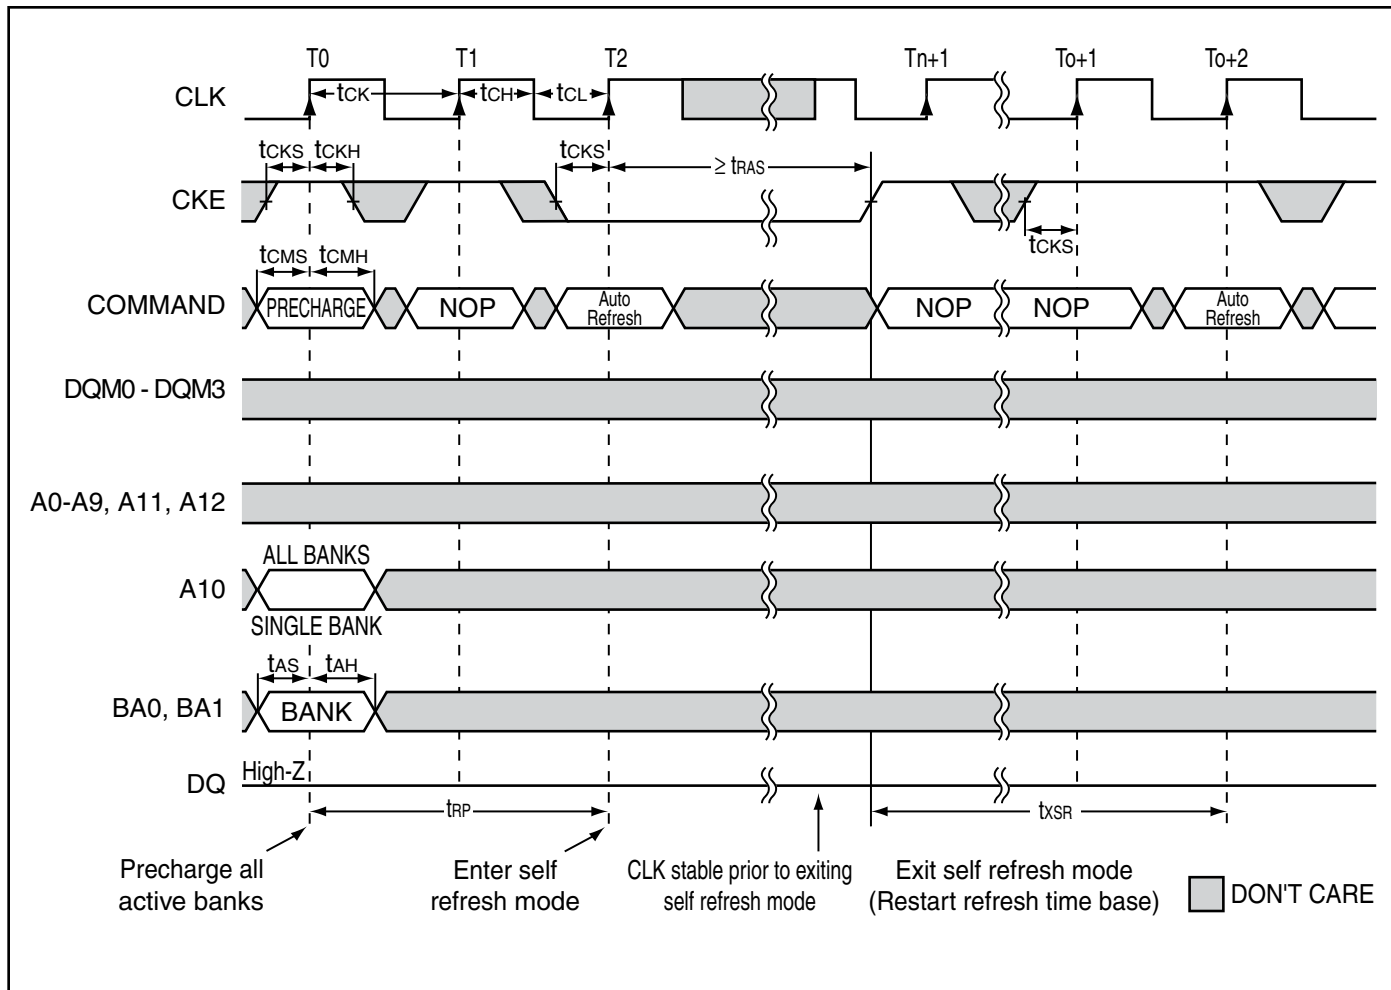 T0 T1 T2 Tn+1 To+1 To+2
CLK tCK tCH tCL
tCKS tCKH tCKS ≥ tRAS
CKE
tCKS
tCMS tCMH
COMMAND PRECHARGE NOP Auto Refresh NOP NOP Auto Refresh
DQM0 - DQM3
A0-A9, A11, A12
ALL BANKS
A10
SINGLE BANK
tAS tAH
BA0, BA1 BANK
High-Z
DQ
tRP tXSR
Precharge all
active banks
Enter self
refresh mode
CLK stable prior to exiting
self refresh mode
Exit self refresh mode
(Restart refresh time base)
DON'T CARE